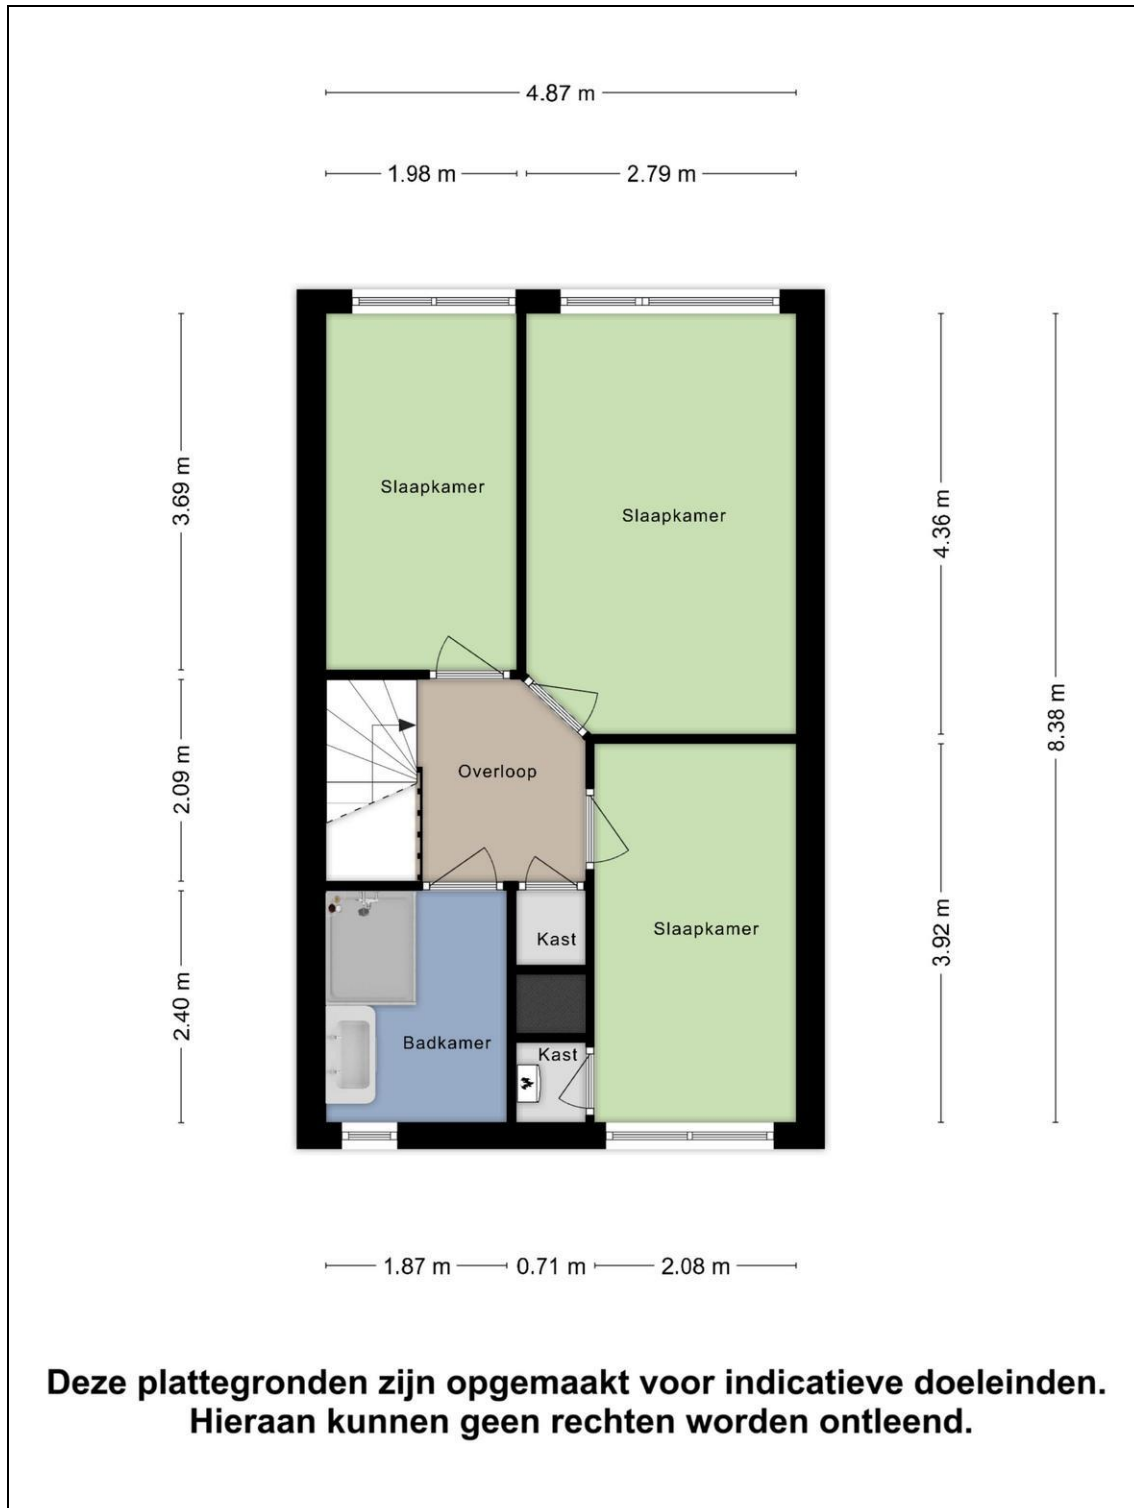 4.87 m
1.98 m
2.79 m
3.69 m
Slaapkamer
Slaapkamer
4.36 m
8.38 m
2.09 m
Overloop
2.40 m
Kast
Slaapkamer
3.92 m
Badkamer
Kast
1.87 m
0.71 m
2.08 m
Deze plattegronden zijn opgemaakt voor indicatieve doeleinden.
Hieraan kunnen geen rechten worden ontleend.